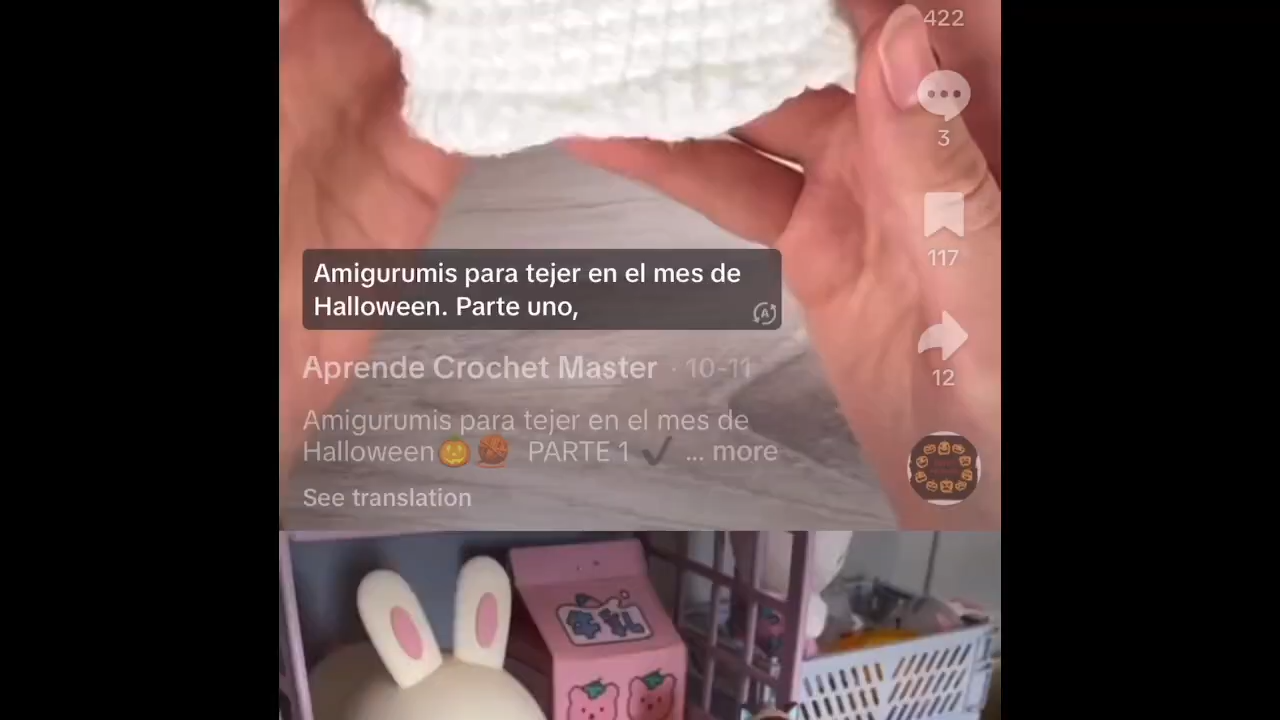 422
3
117
Amigurumis para tejer en el mes de
Halloween. Parte uno,
Aprende Crochet Master · 10-11
12
Amigurumis para tejer en el mes de
Halloween🎃🧶 PARTE 1 ✔️ ... more
See translation